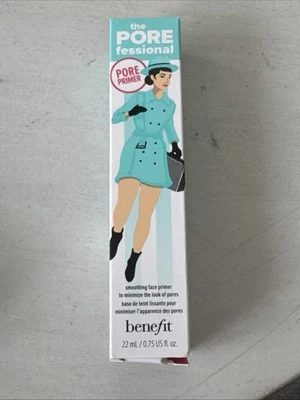 the
PORE
fessional
PORE
PRIMER
smoothing face primer
to minimize the look of pores
base de teint lissante pour
minimiser l'apparence des pores
benefit
22 mL / 0.75 US fl. oz.